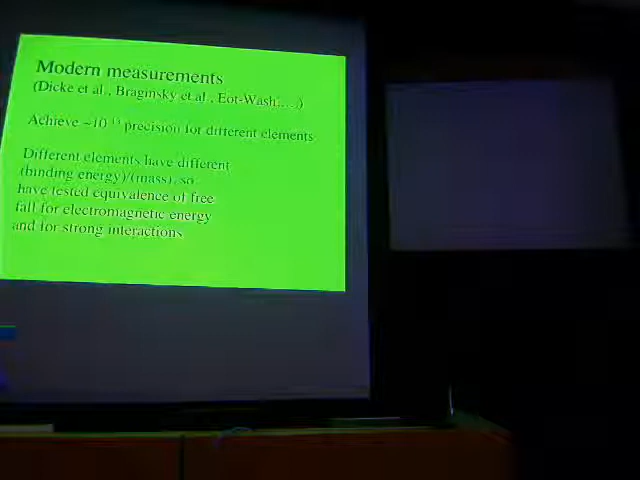 Modern measurements
(Dicke et al., Braginsky et al., Eot-Wash,....)
Achieve ~10 precision for different elements
Different elements have different
(binding energy)/(mass), so
have tested equivalence of free
fall for electromagnetic energy
and for strong interactions